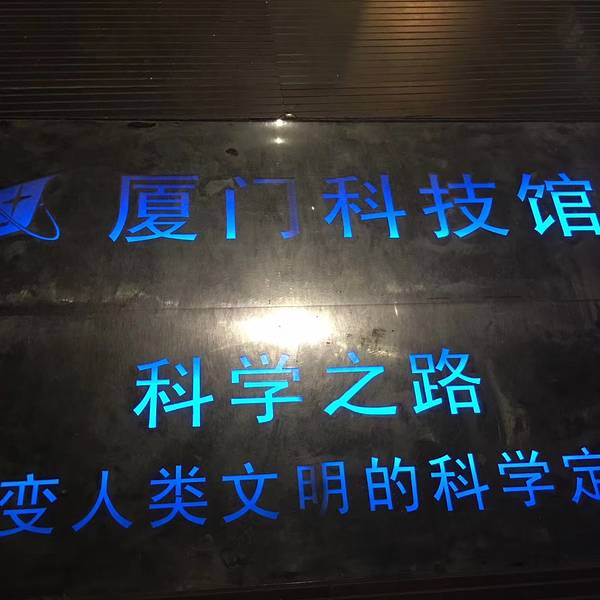 厦门科技馆
科学之路
变人类文明的科学定